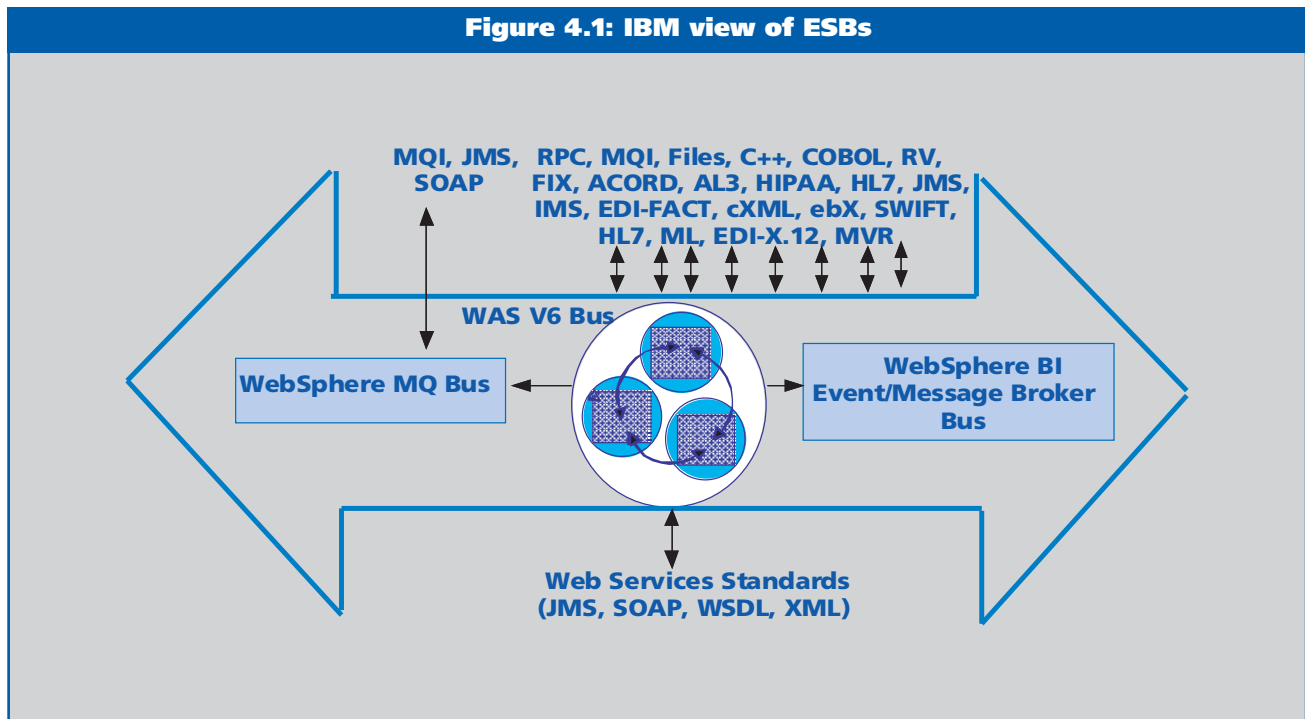 Figure 4.1: IBM view of ESBs
MQI, JMS,
SOAP
RPC, MQI, Files, C++, COBOL, RV,
FIX, ACORD, AL3, HIPAA, HL7, JMS,
IMS, EDI-FACT, cXML, ebX, SWIFT,
HL7, ML, EDI-X.12, MVR
WAS V6 Bus
WebSphere MQ Bus
WebSphere BI
Event/Message Broker
Bus
Web Services Standards
(JMS, SOAP, WSDL, XML)